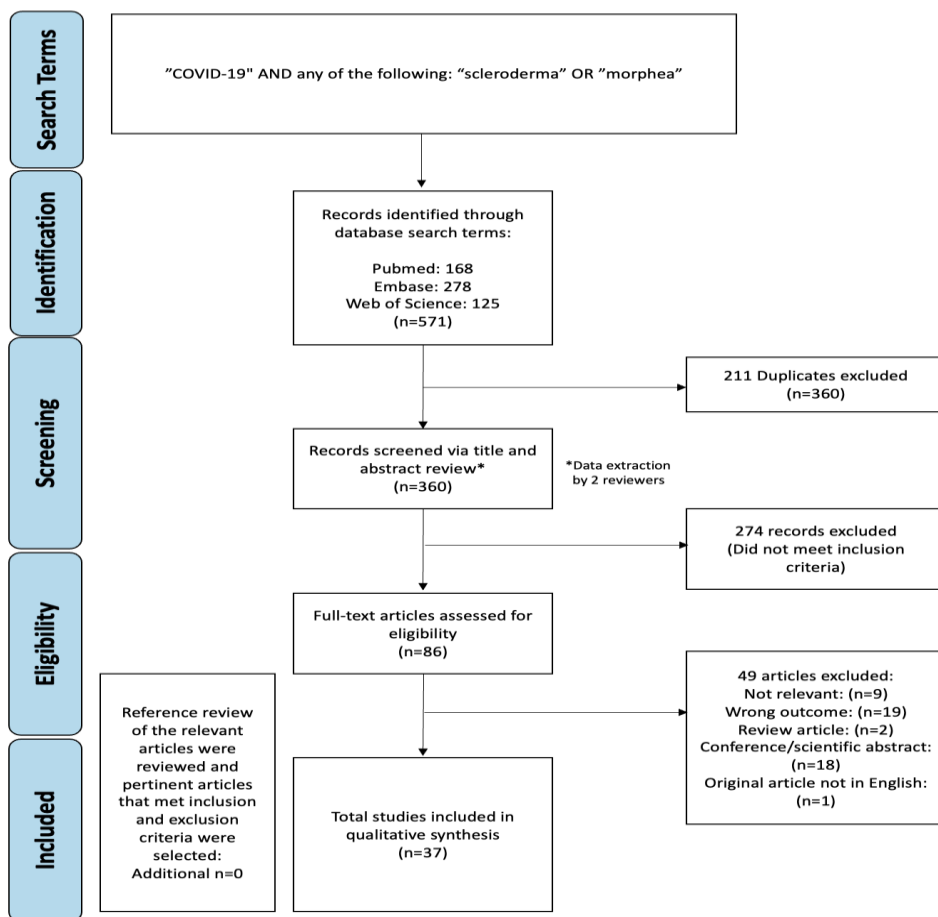 Search Terms
”COVID-19" AND any of the following: “scleroderma” OR ”morphea”
Identification
Records identified through
database search terms:
Pubmed: 168
Embase: 278
Web of Science: 125
(n=571)
Screening
211 Duplicates excluded
(n=360)
Records screened via title and
abstract review*
(n=360)
*Data extraction
by 2 reviewers
274 records excluded
(Did not meet inclusion
criteria)
Eligibility
Full-text articles assessed for
eligibility
(n=86)
49 articles excluded:
Not relevant: (n=9)
Wrong outcome: (n=19)
Review article: (n=2)
Conference/scientific abstract:
(n=18)
Original article not in English:
(n=1)
Included
Reference review
of the relevant
articles were
reviewed and
pertinent articles
that met inclusion
and exclusion
criteria were
selected:
Additional n=0
Total studies included in
qualitative synthesis
(n=37)